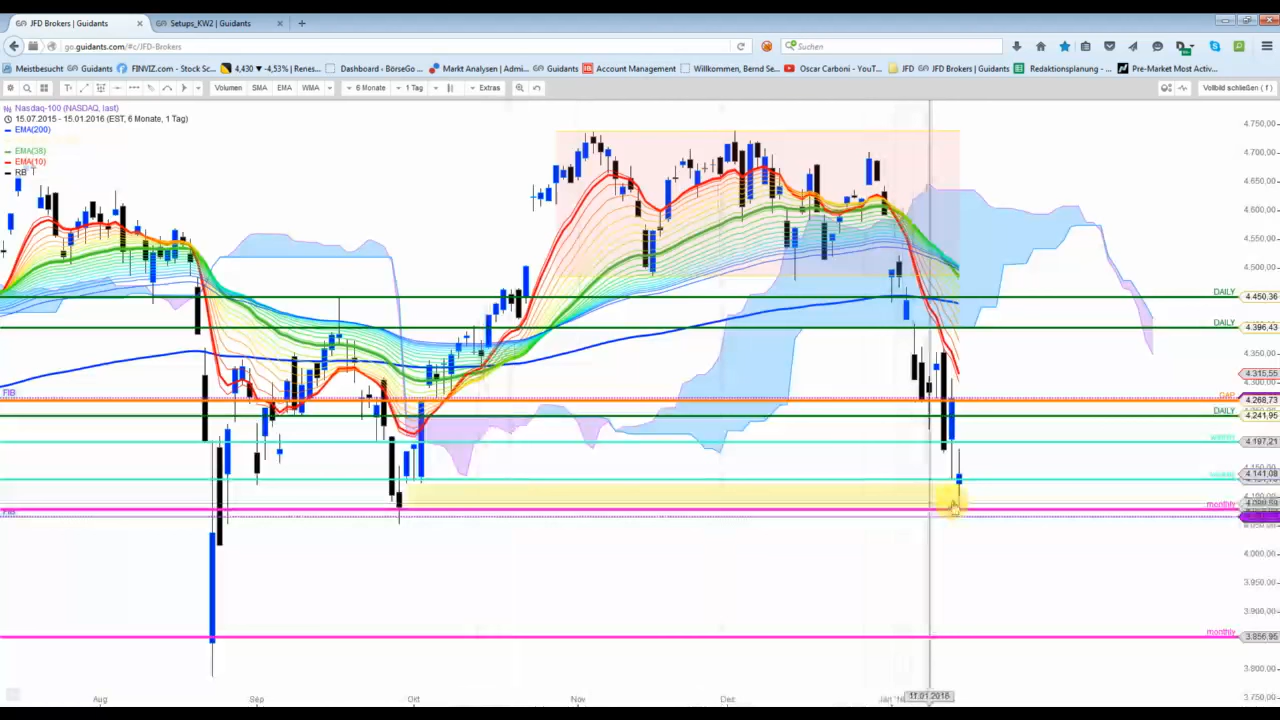 JFD Brokers | Guidants
Setups_KW2 | Guidants
go.guidants.com/#c/JFD-Brokers
Suchen
Meistbesucht
Guidants
FINVIZ.com - Stock Sc...
4,430 ▼-4,53% | Renes...
Dashboard - BörseGo ...
Markt Analysen | Admi...
Guidants
Account Management
Willkommen, Bernd Se...
Oscar Carboni - YouT...
JFD
JFD Brokers | Guidants
Redaktionsplanung - ...
Pre-Market Most Activ...
Volumen
SMA
EMA
WMA
6 Monate
1 Tag
Extras
Vollbild schließen ( f )
Nasdaq-100 (NASDAQ, last)
15.07.2015 - 15.01.2016 (EST, 6 Monate, 1 Tag)
EMA(200)
EMA(38)
EMA(10)
RB
4.750,00
4.700,00
4.650,00
4.600,00
4.550,00
4.500,00
DAILY
4.450,36
DAILY
4.396,43
4.350,00
4.315,55
4.300,00
FIB
GAP
4.268,73
DAILY
4.241,95
4.197,21
4.141,08
monthly
4.000,00
3.950,00
3.900,00
monthly
3.856,95
3.800,00
3.750,00
Aug
Sep
Okt
Nov
Dez
Jan '16
11.01.2016